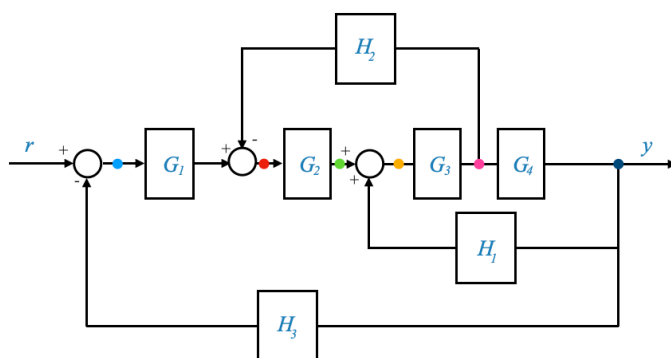 H₂
r
y
+
-
G₁
+
-
G₂
+
+
G₃
G₄
H₁
H₃